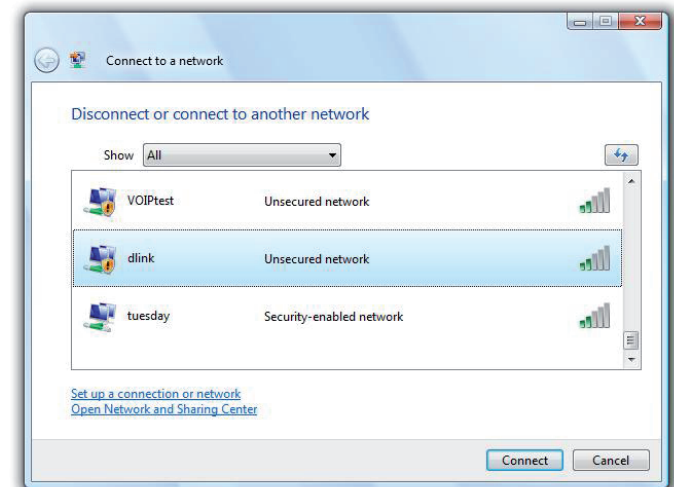 Connect to a network
Disconnect or connect to another network
Show All
VOIPtest Unsecured network
dlink Unsecured network
tuesday Security-enabled network
Set up a connection or network
Open Network and Sharing Center
Connect Cancel